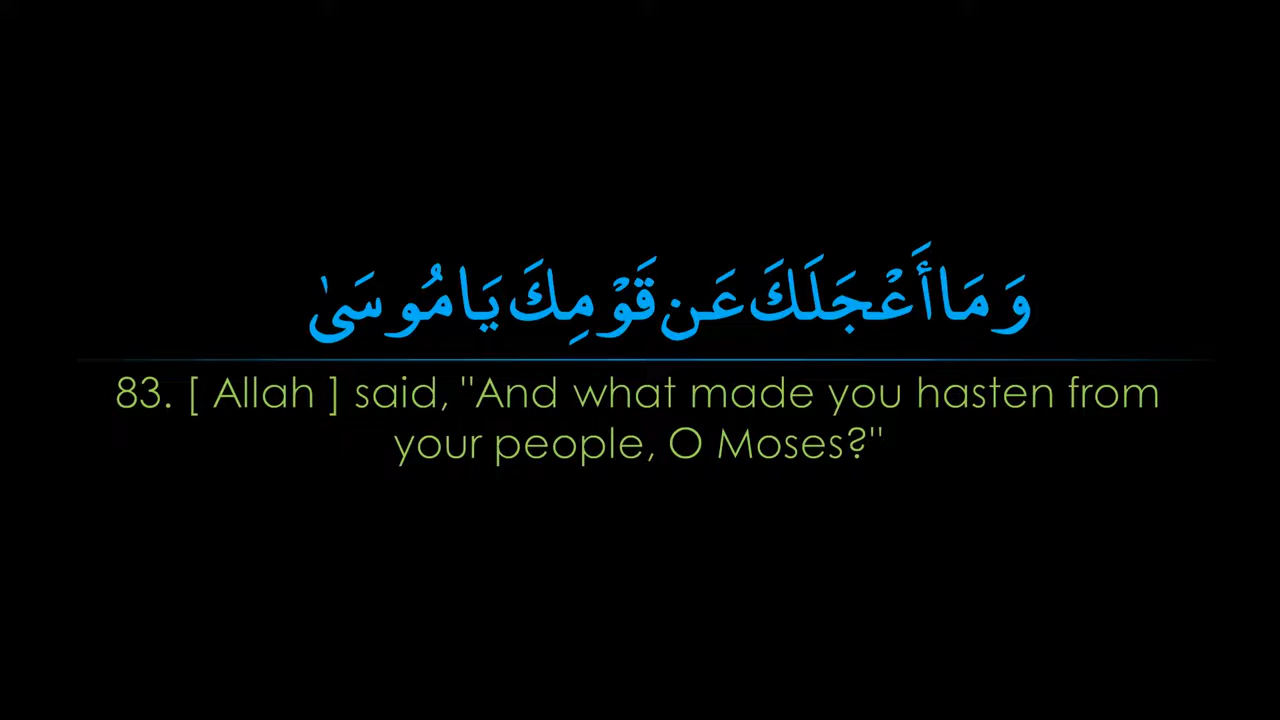 وَمَا أَعْجَلَكَ عَن قَوْمِكَ يَا مُوسَىٰ
83. [ Allah ] said, "And what made you hasten from
your people, O Moses?"